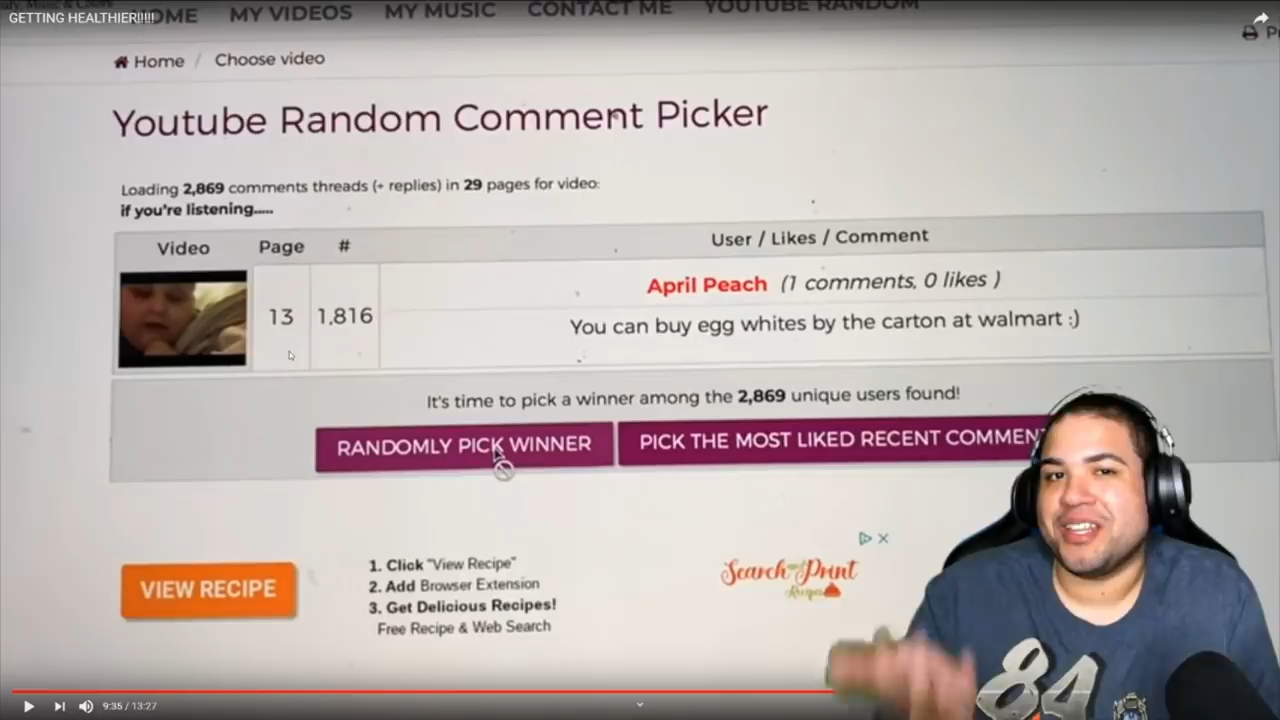 GETTING HEALTHIER!!!!!
HOME MY VIDEOS MY MUSIC CONTACT ME YOUTUBE RANDOM
Home / Choose video
Youtube Random Comment Picker
Loading 2,869 comments threads (+ replies) in 29 pages for video:
if you're listening.....
Video Page # User / Likes / Comment
April Peach (1 comments, 0 likes )
13 1,816
You can buy egg whites by the carton at walmart :)
It's time to pick a winner among the 2,869 unique users found!
RANDOMLY PICK WINNER PICK THE MOST LIKED RECENT COMMENT
VIEW RECIPE
1. Click "View Recipe"
2. Add Browser Extension
3. Get Delicious Recipes!
Free Recipe & Web Search
Search and Print
Recipes
84
9:35 / 13:27